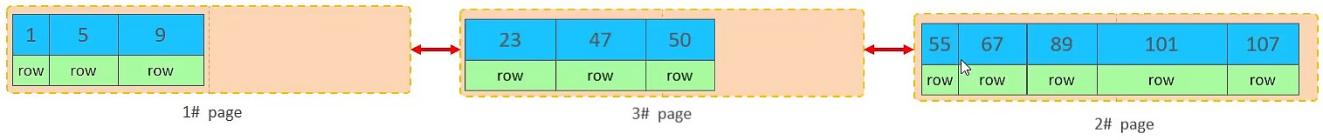 1 5 9
row row row
1# page
23 47 50
row row row
3# page
55 67 89 101 107
row row row row row
2# page